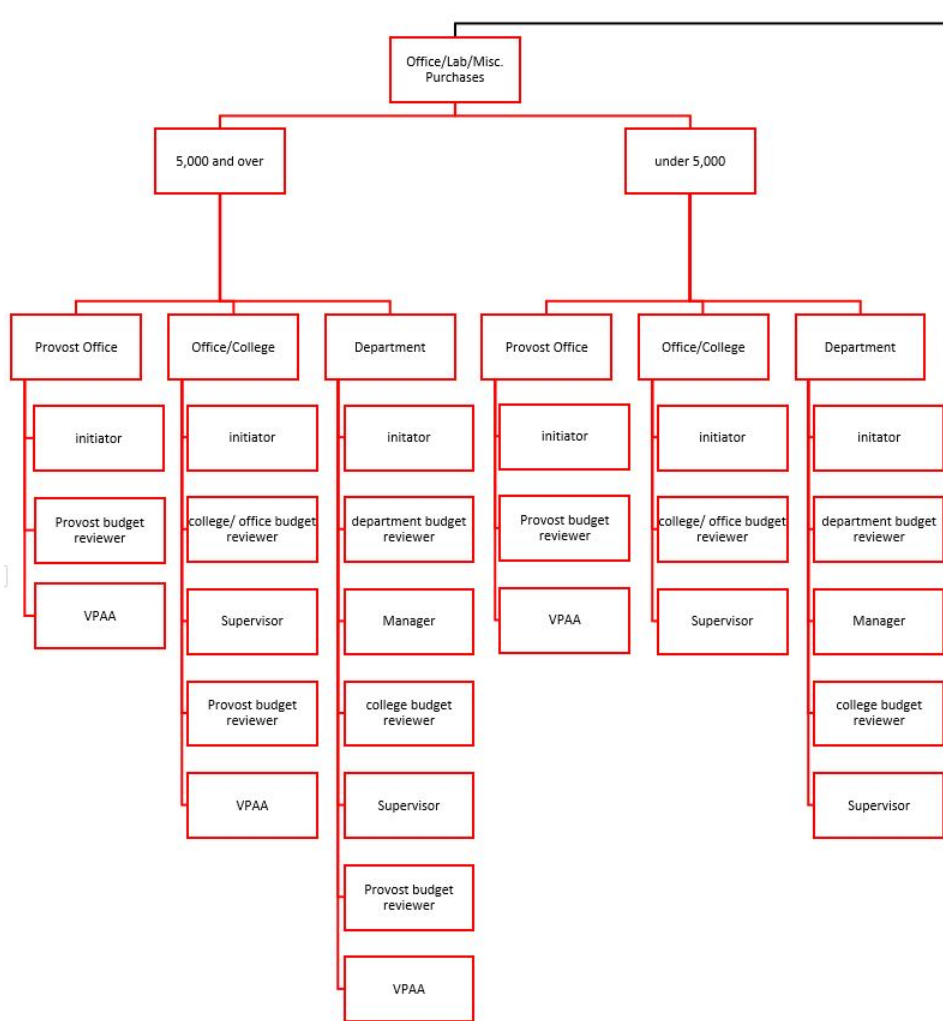 Office/Lab/Misc.
Purchases
5,000 and over
under 5,000
Provost Office
Office/College
Department
Provost Office
Office/College
Department
initiator
initiator
initator
initiator
initiator
initator
Provost budget
reviewer
college/ office budget
reviewer
department budget
reviewer
Provost budget
reviewer
college/ office budget
reviewer
department budget
reviewer
VPAA
Supervisor
Manager
VPAA
Supervisor
Manager
Provost budget
reviewer
college budget
reviewer
college budget
reviewer
VPAA
Supervisor
Supervisor
Provost budget
reviewer
VPAA